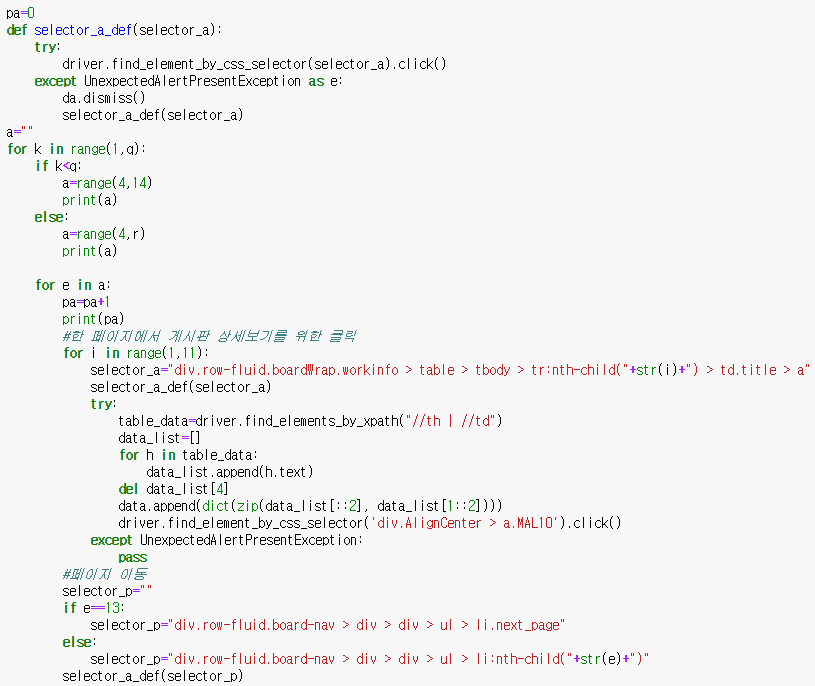 pa=0
def selector_a_def(selector_a):
    try:
        driver.find_element_by_css_selector(selector_a).click()
    except UnexpectedAlertPresentException as e:
        da.dismiss()
        selector_a_def(selector_a)
a=""
for k in range(1,q):
    if k<q:
        a=range(4,14)
        print(a)
    else:
        a=range(4,r)
        print(a)

    for e in a:
        pa=pa+1
        print(pa)
        #한 페이지에서 게시판 상세보기를 위한 클릭
        for i in range(1,11):
            selector_a="div.row-fluid.boardWrap.workinfo > table > tbody > tr:nth-child("+str(i)+") > td.title > a"
            selector_a_def(selector_a)
            try:
                table_data=driver.find_elements_by_xpath("//th | //td")
                data_list=[]
                for h in table_data:
                    data_list.append(h.text)
                del data_list[4]
                data.append(dict(zip(data_list[::2], data_list[1::2])))
                driver.find_element_by_css_selector('div.AlignCenter > a.MAL10').click()
            except UnexpectedAlertPresentException:
                pass
        #페이지 이동
        selector_p=""
        if e==13:
            selector_p="div.row-fluid.board-nav > div > div > ul > li.next_page"
        else:
            selector_p="div.row-fluid.board-nav > div > div > ul > li:nth-child("+str(e)+")"
        selector_a_def(selector_p)